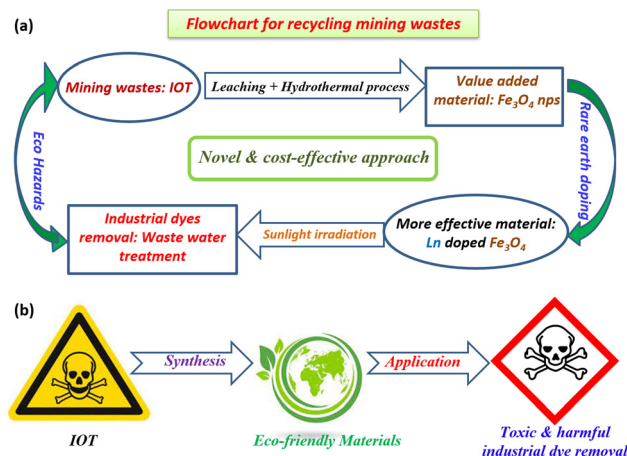 (a)
Flowchart for recycling mining wastes
Mining wastes: IOT
Leaching + Hydrothermal process
Value added
material: Fe₃O₄ nps
Eco Hazards
Novel & cost-effective approach
Rare earth doping
Industrial dyes
removal: Waste water
treatment
Sunlight irradiation
More effective material:
Ln doped Fe₃O₄
(b)
Synthesis
Application
IOT
Eco-friendly Materials
Toxic & harmful
industrial dye removal